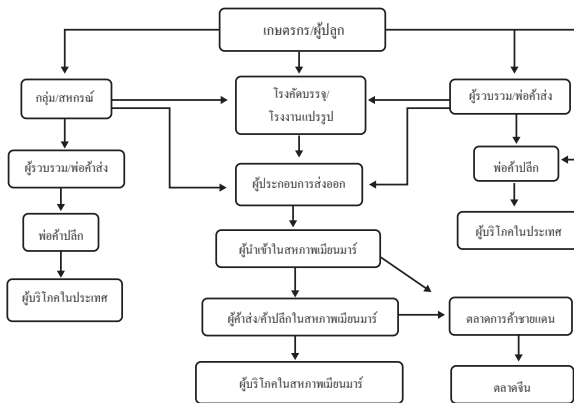 เกษตรกร/ผู้ปลูก
กลุ่ม/สหกรณ์
โรงคัดบรรจุ/
โรงงานแปรรูป
ผู้รวบรวม/พ่อค้าส่ง
ผู้รวบรวม/พ่อค้าส่ง
ผู้ประกอบการส่งออก
พ่อค้าปลีก
พ่อค้าปลีก
ผู้นำเข้าในสหภาพเมียนมาร์
ผู้บริโภคในประเทศ
ผู้บริโภคในประเทศ
ผู้ค้าส่ง/ค้าปลีกในสหภาพเมียนมาร์
ตลาดการค้าชายแดน
ผู้บริโภคในสหภาพเมียนมาร์
ตลาดจีน